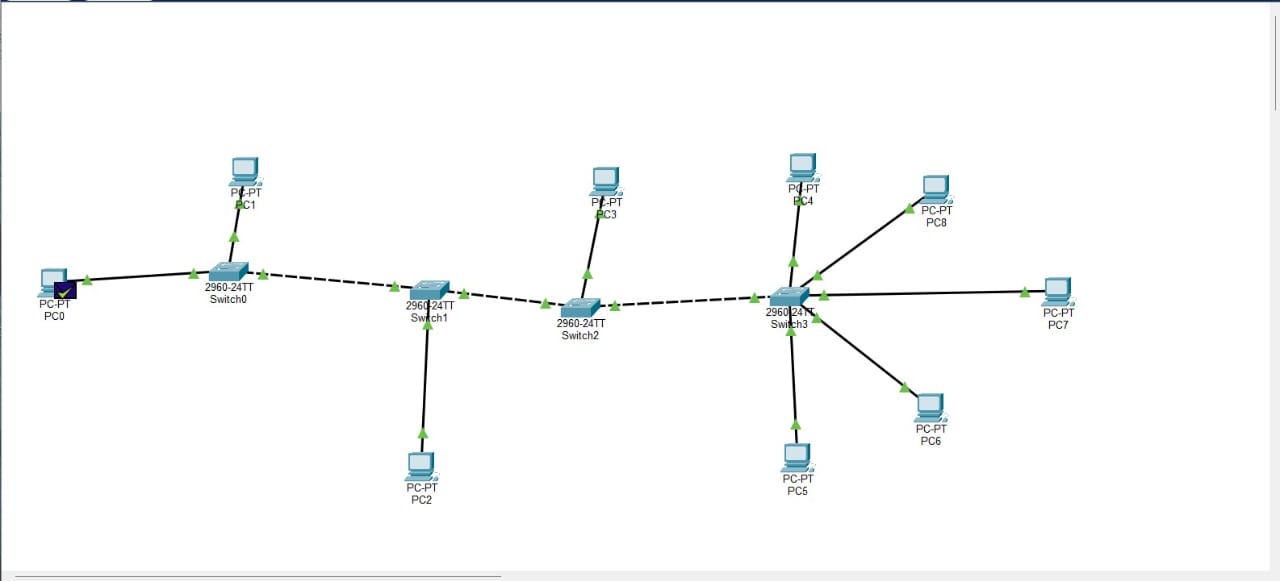 PC-PT
PC1
PC-PT
PC3
PC-PT
PC4
PC-PT
PC8
PC-PT
PC0
2960-24TT
Switch0
2960-24TT
Switch1
2960-24TT
Switch2
2960-24TT
Switch3
PC-PT
PC7
PC-PT
PC6
PC-PT
PC2
PC-PT
PC5